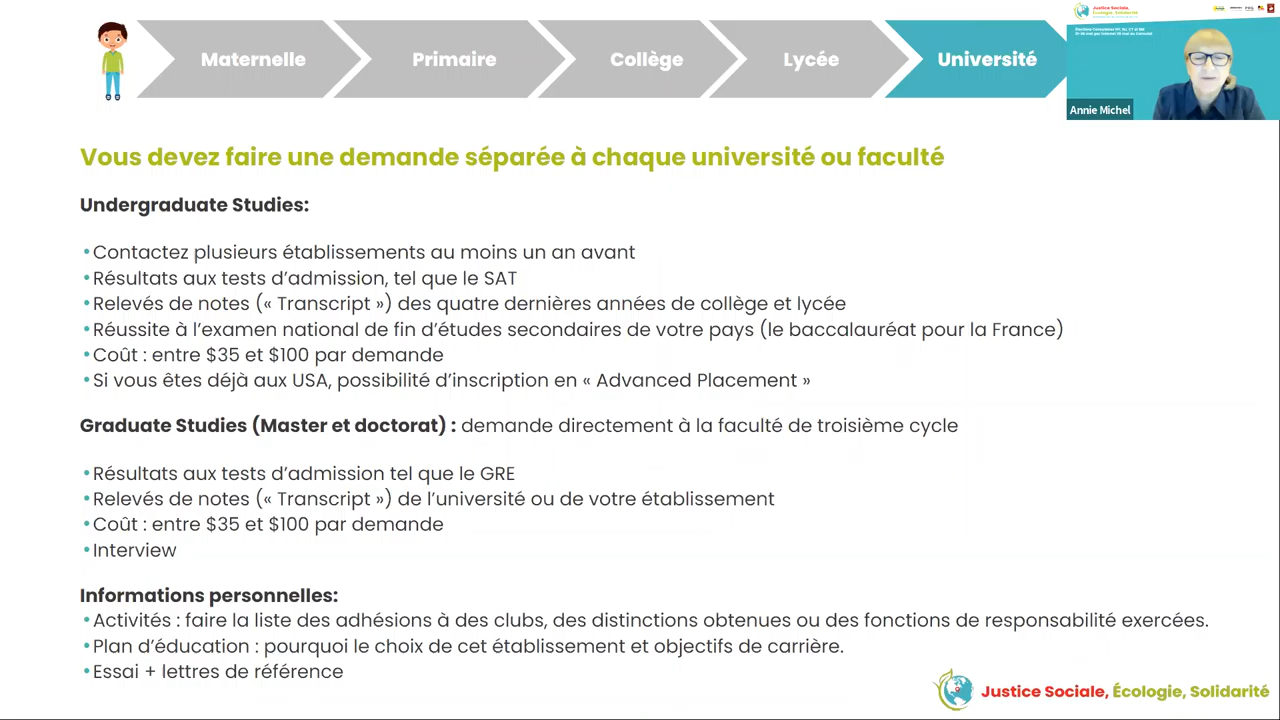 Maternelle
Primaire
Collège
Lycée
Université
Justice Sociale,
Écologie, Solidarité
Annie Michel
Vous devez faire une demande séparée à chaque université ou faculté
Undergraduate Studies:
•Contactez plusieurs établissements au moins un an avant
•Résultats aux tests d’admission, tel que le SAT
•Relevés de notes (« Transcript ») des quatre dernières années de collège et lycée
•Réussite à l’examen national de fin d’études secondaires de votre pays (le baccalauréat pour la France)
•Coût : entre $35 et $100 par demande
•Si vous êtes déjà aux USA, possibilité d’inscription en « Advanced Placement »
Graduate Studies (Master et doctorat) : demande directement à la faculté de troisième cycle
•Résultats aux tests d’admission tel que le GRE
•Relevés de notes (« Transcript ») de l’université ou de votre établissement
•Coût : entre $35 et $100 par demande
•Interview
Informations personnelles:
•Activités : faire la liste des adhésions à des clubs, des distinctions obtenues ou des fonctions de responsabilité exercées.
•Plan d’éducation : pourquoi le choix de cet établissement et objectifs de carrière.
•Essai + lettres de référence
Justice Sociale, Écologie, Solidarité